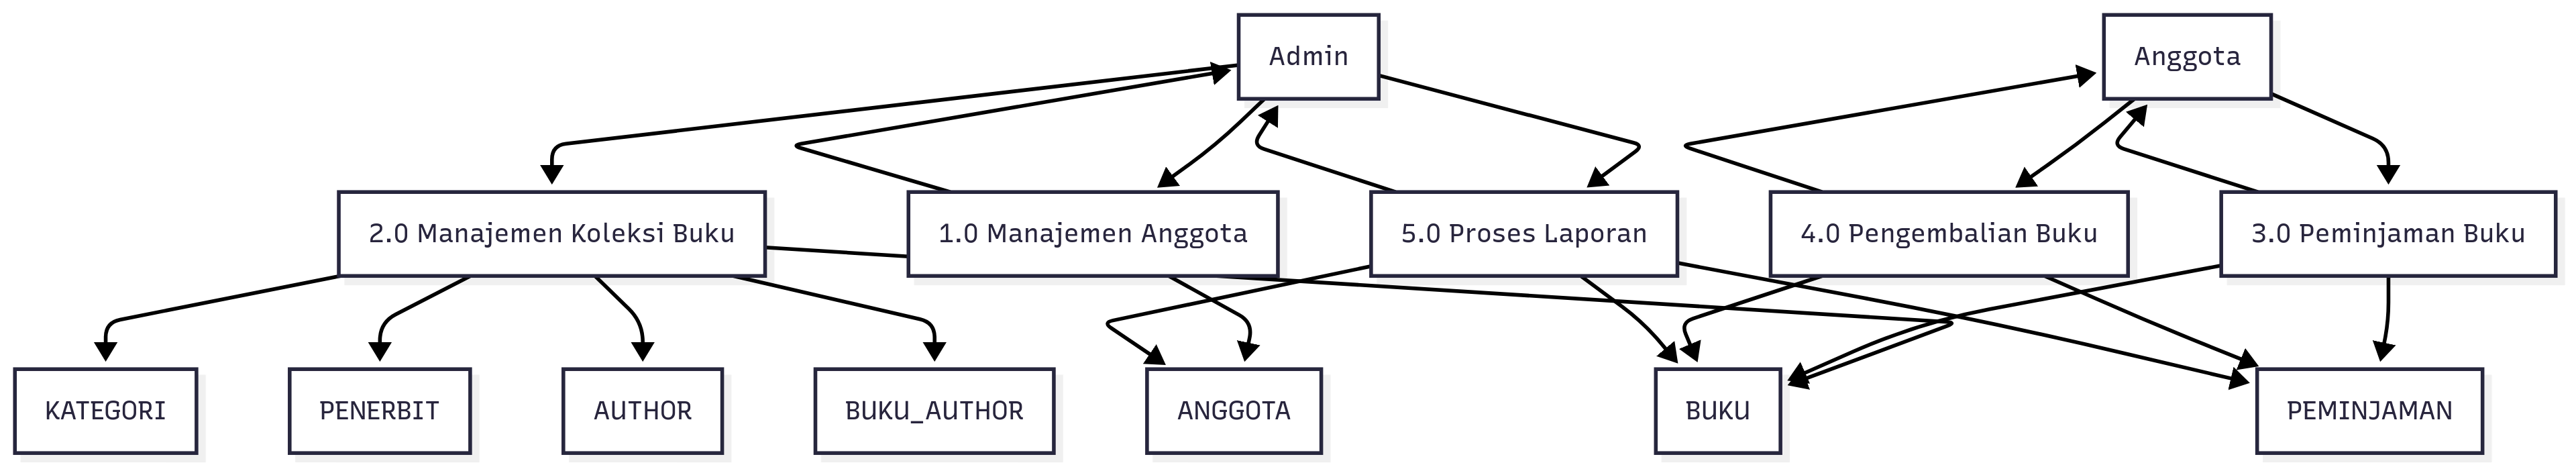 Admin
Anggota
2.0 Manajemen Koleksi Buku
1.0 Manajemen Anggota
5.0 Proses Laporan
4.0 Pengembalian Buku
3.0 Peminjaman Buku
KATEGORI
PENERBIT
AUTHOR
BUKU_AUTHOR
ANGGOTA
BUKU
PEMINJAMAN